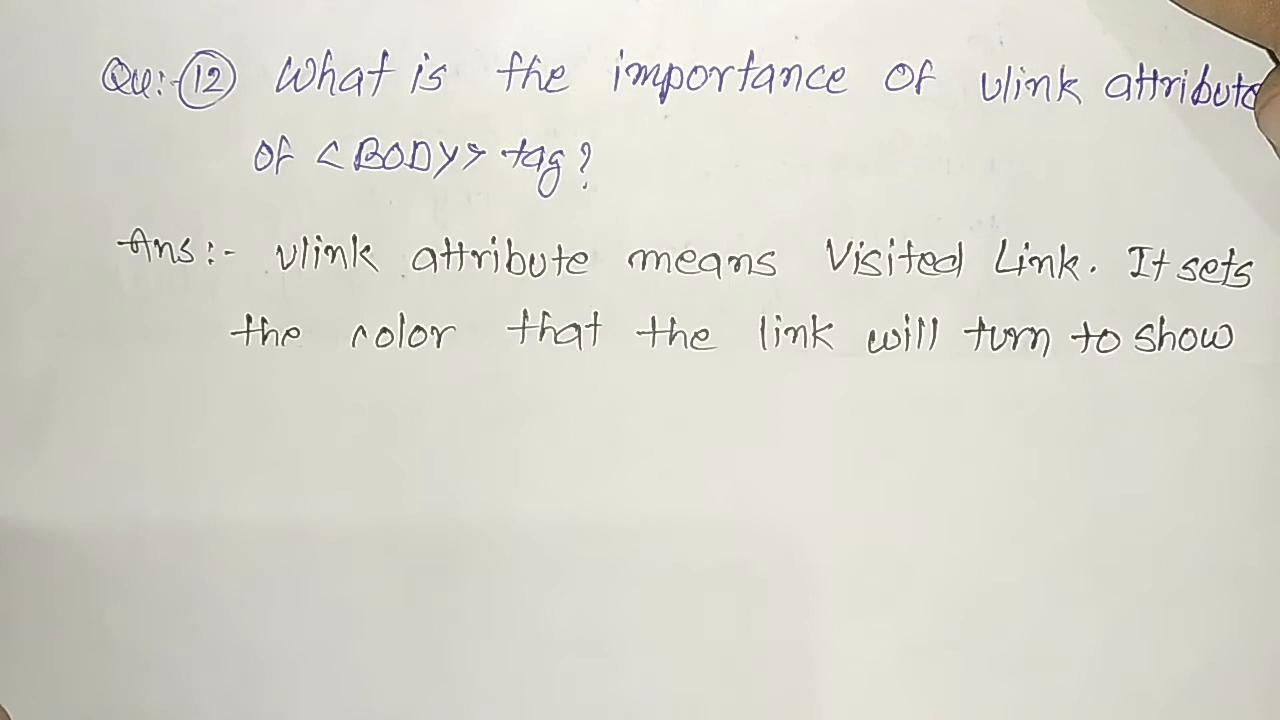 Qu:-(12) What is the importance of vlink attribute
of <BODY> tag?
Ans:- vlink attribute means Visited Link. It sets
the color that the link will turn to show